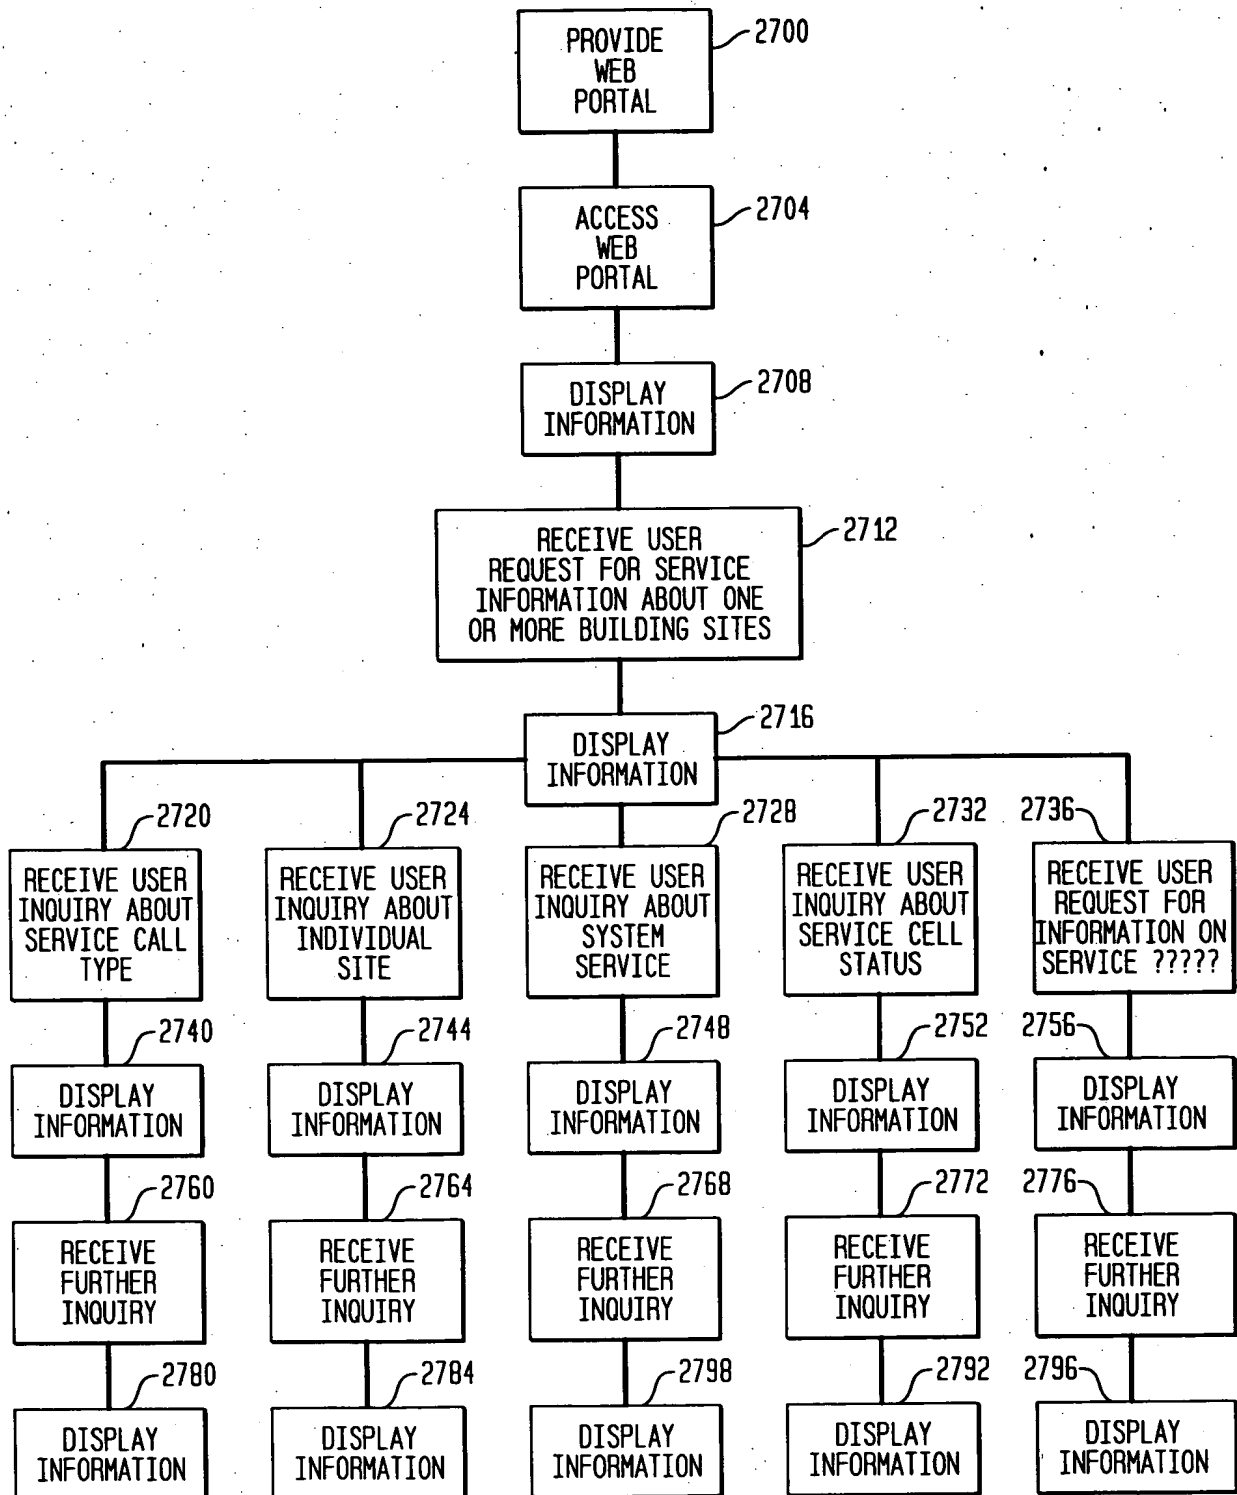 PROVIDE
WEB
PORTAL
2700
ACCESS
WEB
PORTAL
2704
DISPLAY
INFORMATION
2708
RECEIVE USER
REQUEST FOR SERVICE
INFORMATION ABOUT ONE
OR MORE BUILDING SITES
2712
DISPLAY
INFORMATION
2716
2720
RECEIVE USER
INQUIRY ABOUT
SERVICE CALL
TYPE
2724
RECEIVE USER
INQUIRY ABOUT
INDIVIDUAL
SITE
2728
RECEIVE USER
INQUIRY ABOUT
SYSTEM
SERVICE
2732
RECEIVE USER
INQUIRY ABOUT
SERVICE CELL
STATUS
2736
RECEIVE USER
REQUEST FOR
INFORMATION ON
SERVICE ?????
2740
DISPLAY
INFORMATION
2744
DISPLAY
INFORMATION
2748
DISPLAY
INFORMATION
2752
DISPLAY
INFORMATION
2756
DISPLAY
INFORMATION
2760
RECEIVE
FURTHER
INQUIRY
2764
RECEIVE
FURTHER
INQUIRY
2768
RECEIVE
FURTHER
INQUIRY
2772
RECEIVE
FURTHER
INQUIRY
2776
RECEIVE
FURTHER
INQUIRY
2780
DISPLAY
INFORMATION
2784
DISPLAY
INFORMATION
2798
DISPLAY
INFORMATION
2792
DISPLAY
INFORMATION
2796
DISPLAY
INFORMATION